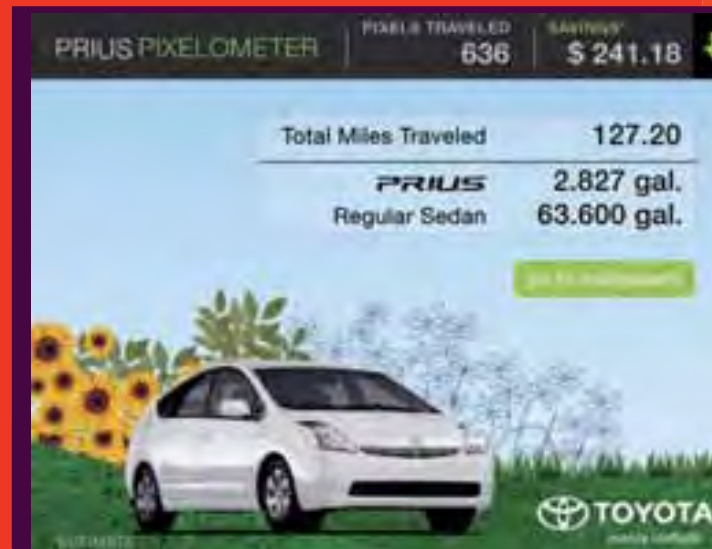 PRIUS PIXELOMETER
PIXELS TRAVELED
636
SAVINGS*
$ 241.18
Total Miles Traveled 127.20
PRIUS 2.827 gal.
Regular Sedan 63.600 gal.
TOYOTA